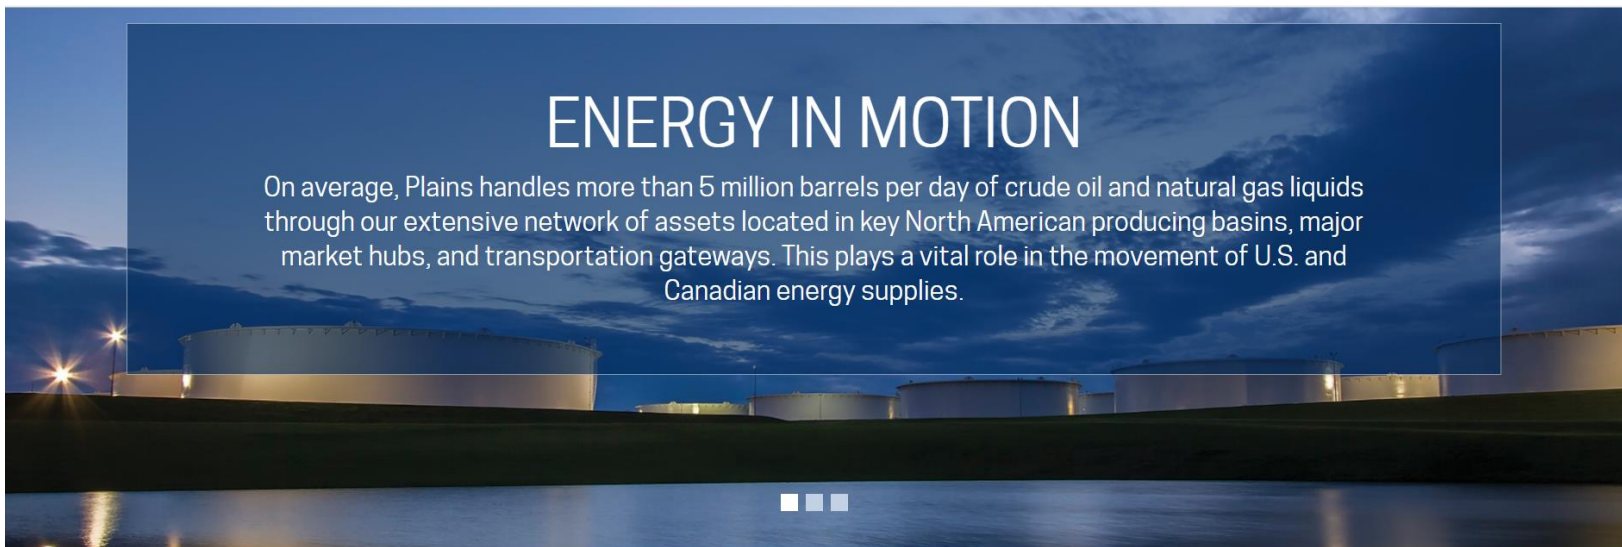 ENERGY IN MOTION
On average, Plains handles more than 5 million barrels per day of crude oil and natural gas liquids
through our extensive network of assets located in key North American producing basins, major
market hubs, and transportation gateways. This plays a vital role in the movement of U.S. and
Canadian energy supplies.